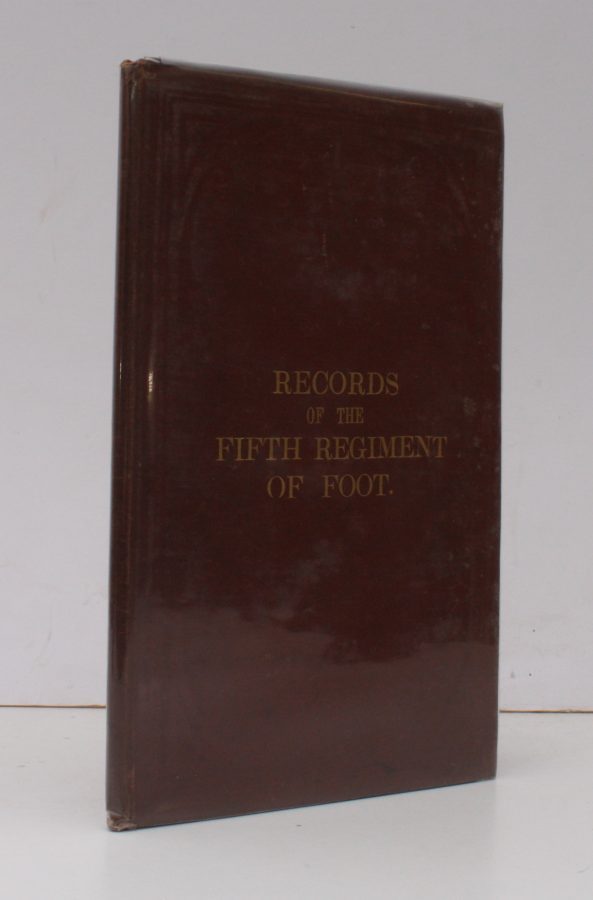 RECORDS
OF THE
FIFTH REGIMENT
OF FOOT.